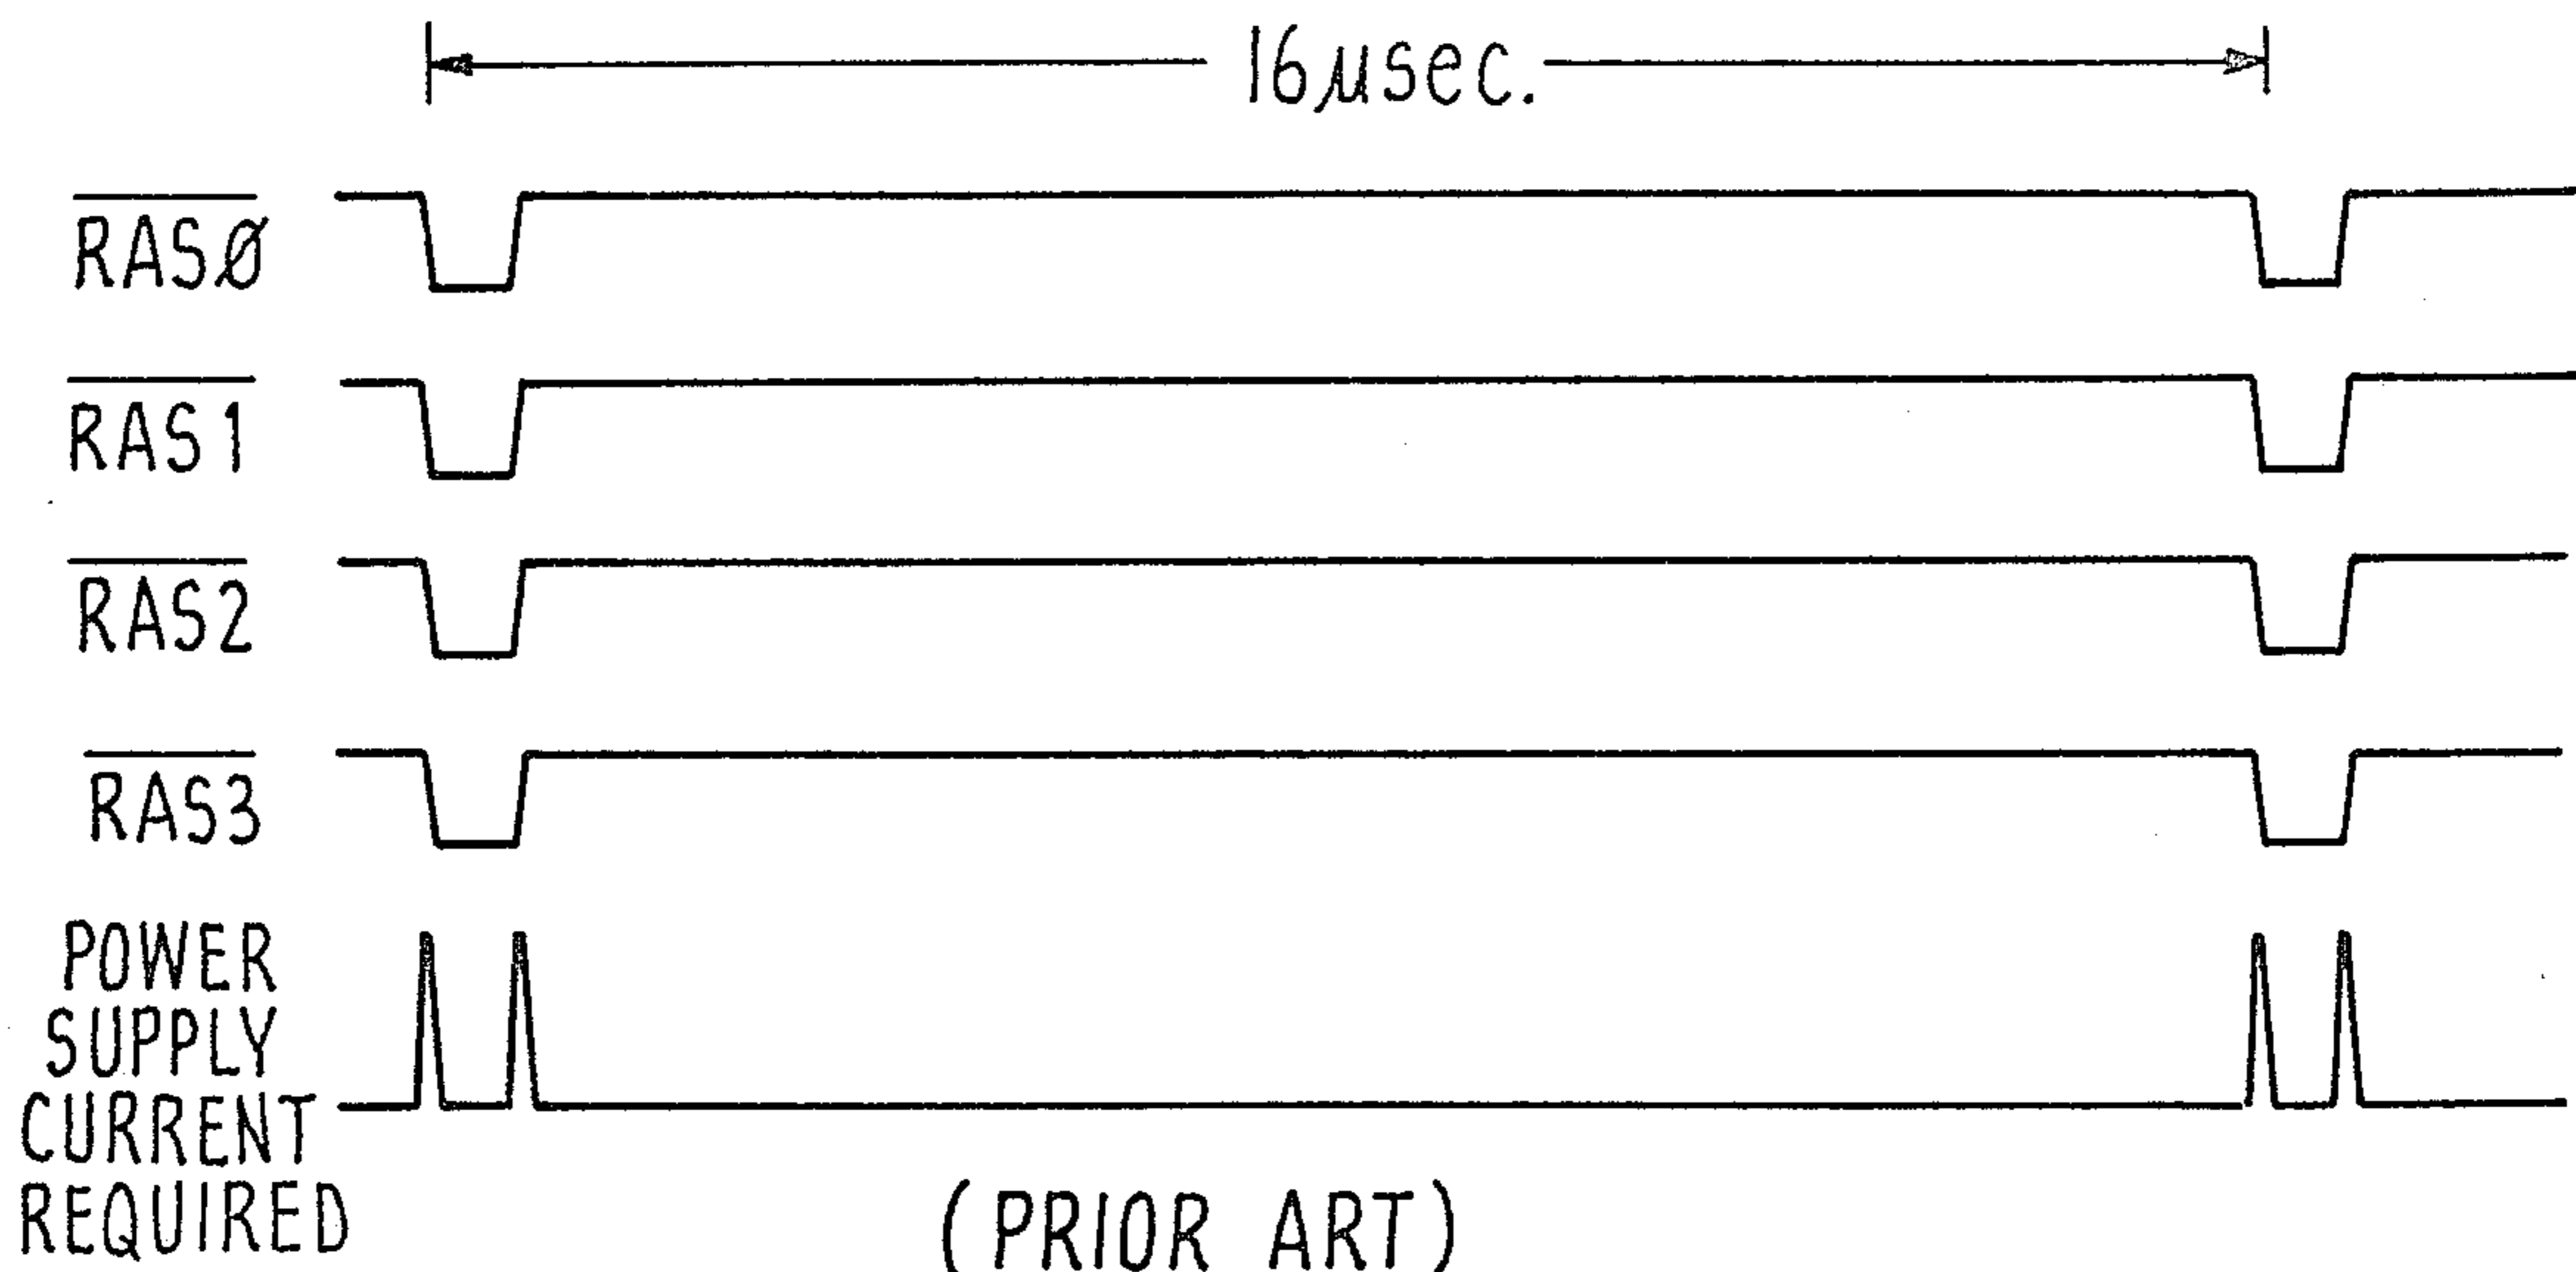 16µsec.
RASØ
RAS1
RAS2
RAS3
POWER
SUPPLY
CURRENT
REQUIRED
(PRIOR ART)